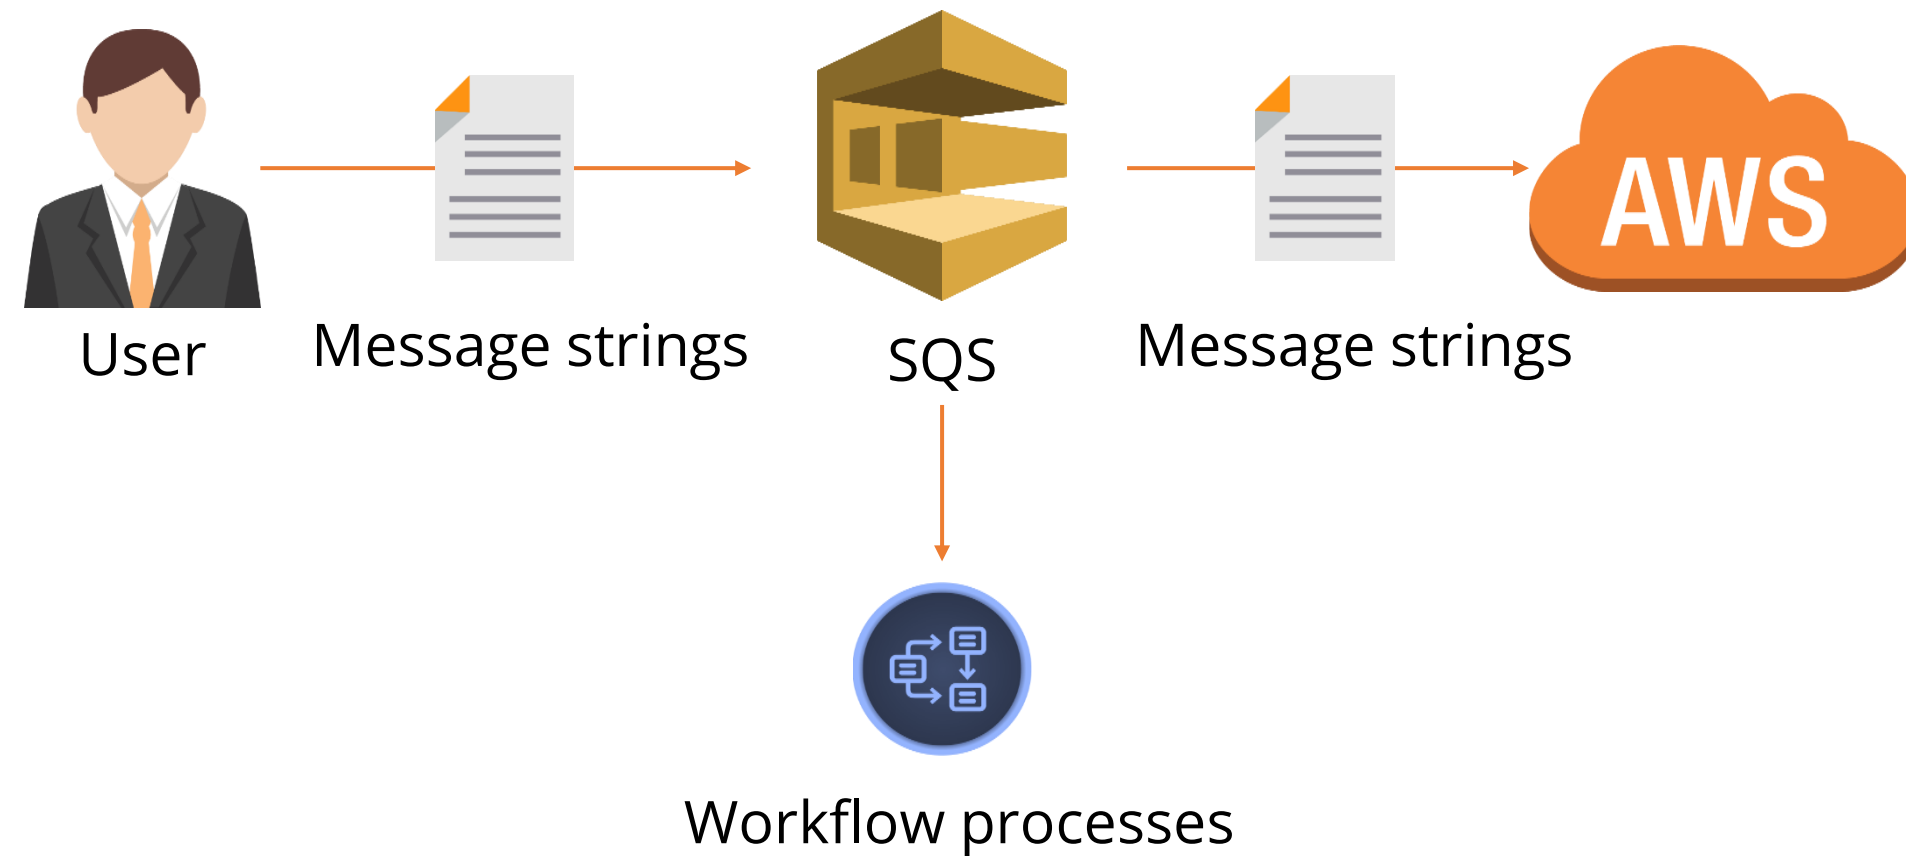 AWS
User
Message strings
SQS
Message strings
Workflow processes